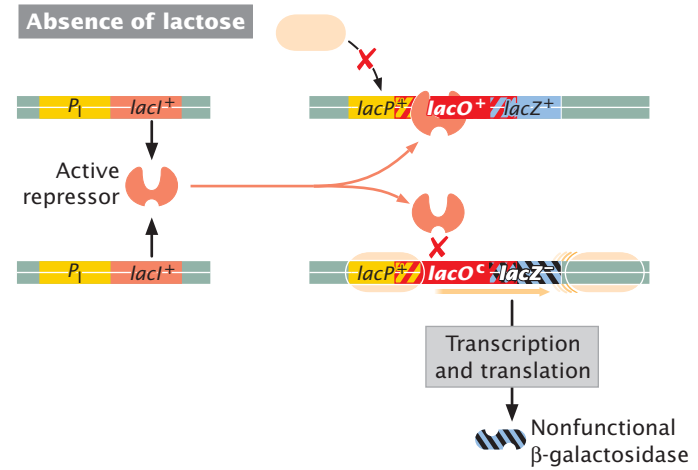 Absence of lactose
P_I lacI⁺ lacP⁺ lacO⁺ lacZ⁺
Active
repressor
P_I lacI⁺ lacP⁺ lacOᶜ lacZ⁻
Transcription
and translation
Nonfunctional
β-galactosidase